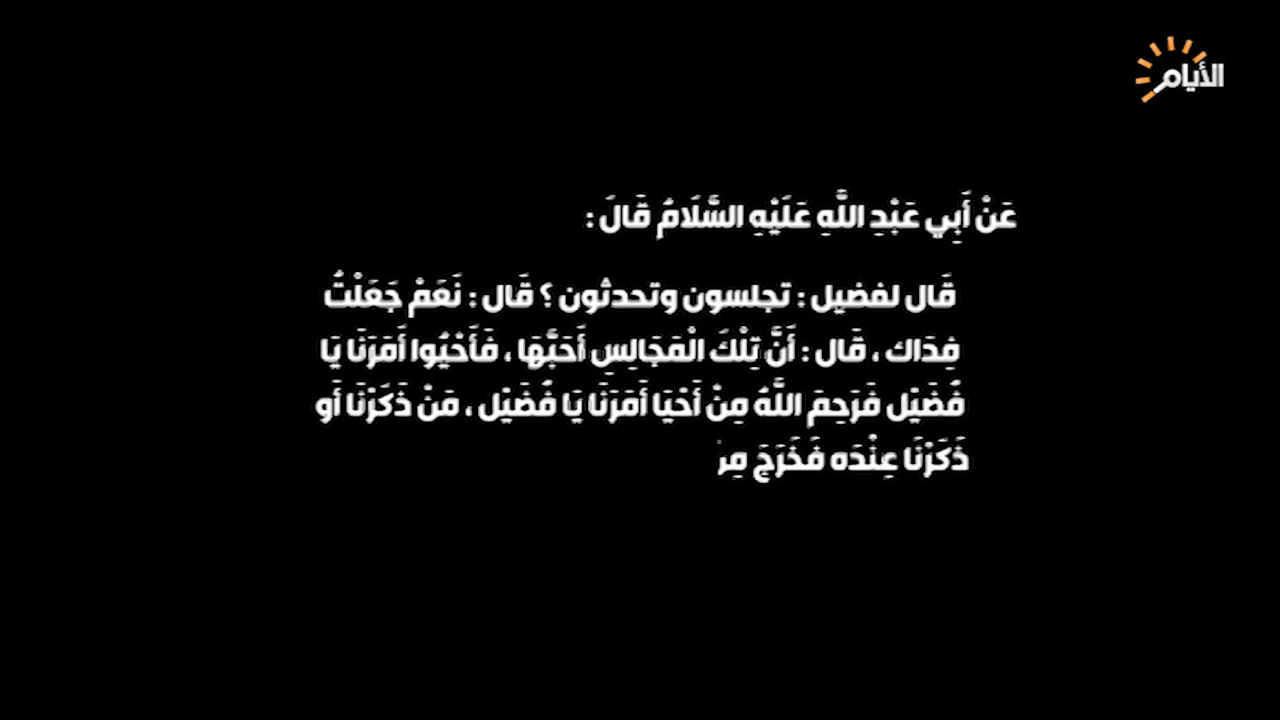 الأيام
عَنْ أَبِي عَبْدِ اللَّهِ عَلَيْهِ السَّلَامُ قَالَ :
قَال لفضيل : تجلسون وتحدثون ؟ قَال : نَعَمْ جَعَلْتُ
فِدَاك ، قَال : أَنَّ تِلْكَ الْمَجَالِسِ أَحَبَّهَا ، فَأَحْيُوا أَمَرَنَا يَا
فُضَيْل فَرَحِمَ اللَّهُ مِنْ أَحْيَا أَمَرَنَا يَا فُضَيْل ، مَنْ ذَكَرْنَا أَو
ذَكَرْنَا عِنْدَه فَخَرَجَ